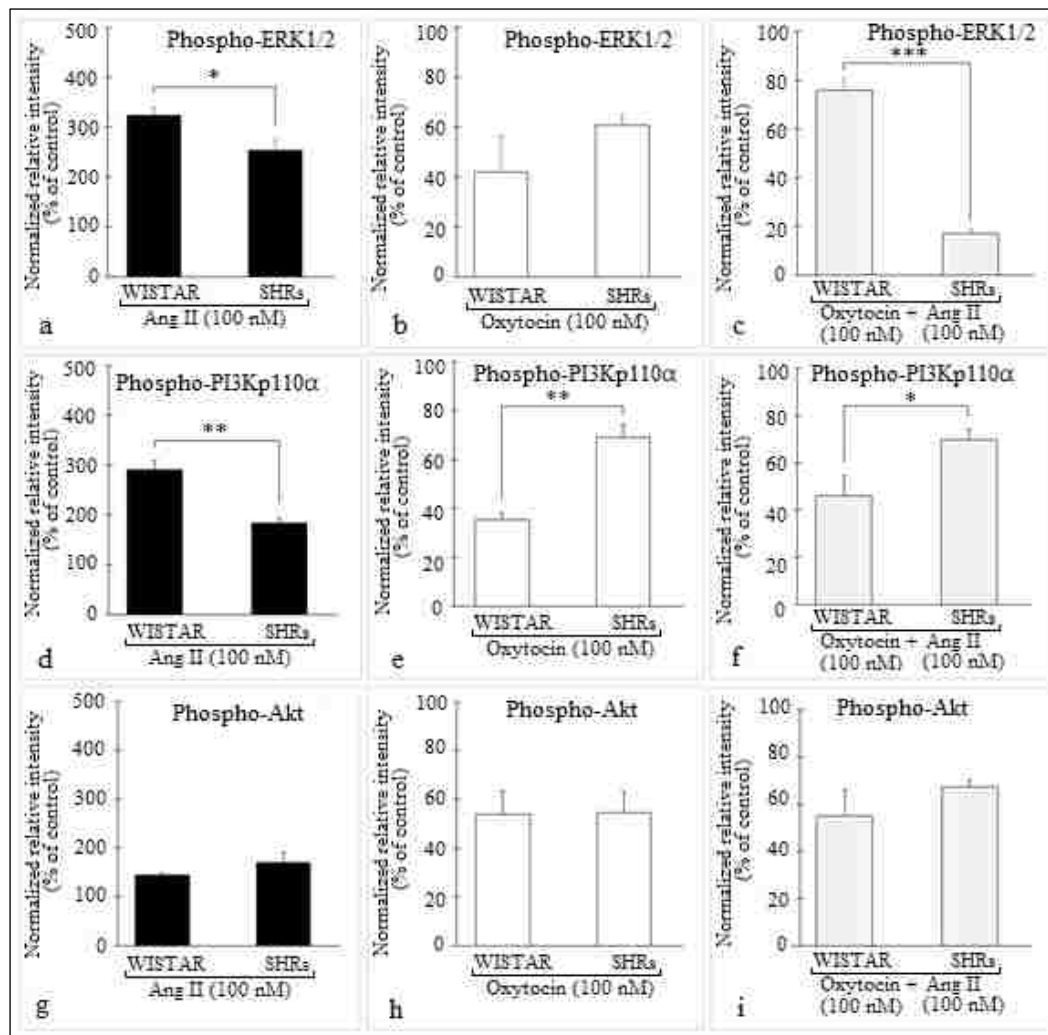 Normalized relative intensity
(% of control)
500
400
300
200
100
0
Phospho-ERK1/2
*
WISTAR SHRs
Ang II (100 nM)
a
Normalized relative intensity
(% of control)
100
80
60
40
20
0
Phospho-ERK1/2
WISTAR SHRs
Oxytocin (100 nM)
b
Normalized relative intensity
(% of control)
100
80
60
40
20
0
Phospho-ERK1/2
***
WISTAR SHRs
Oxytocin + Ang II
(100 nM) (100 nM)
c
Normalized relative intensity
(% of control)
500
400
300
200
100
0
Phospho-PI3Kp110α
**
WISTAR SHRs
Ang II (100 nM)
d
Normalized relative intensity
(% of control)
100
80
60
40
20
0
Phospho-PI3Kp110α
**
WISTAR SHRs
Oxytocin (100 nM)
e
Normalized relative intensity
(% of control)
100
80
60
40
20
0
Phospho-PI3Kp110α
*
WISTAR SHRs
Oxytocin + Ang II
(100 nM) (100 nM)
f
Normalized relative intensity
(% of control)
500
400
300
200
100
0
Phospho-Akt
WISTAR SHRs
Ang II (100 nM)
g
Normalized relative intensity
(% of control)
100
80
60
40
20
0
Phospho-Akt
WISTAR SHRs
Oxytocin (100 nM)
h
Normalized relative intensity
(% of control)
100
80
60
40
20
0
Phospho-Akt
WISTAR SHRs
Oxytocin + Ang II
(100 nM) (100 nM)
i